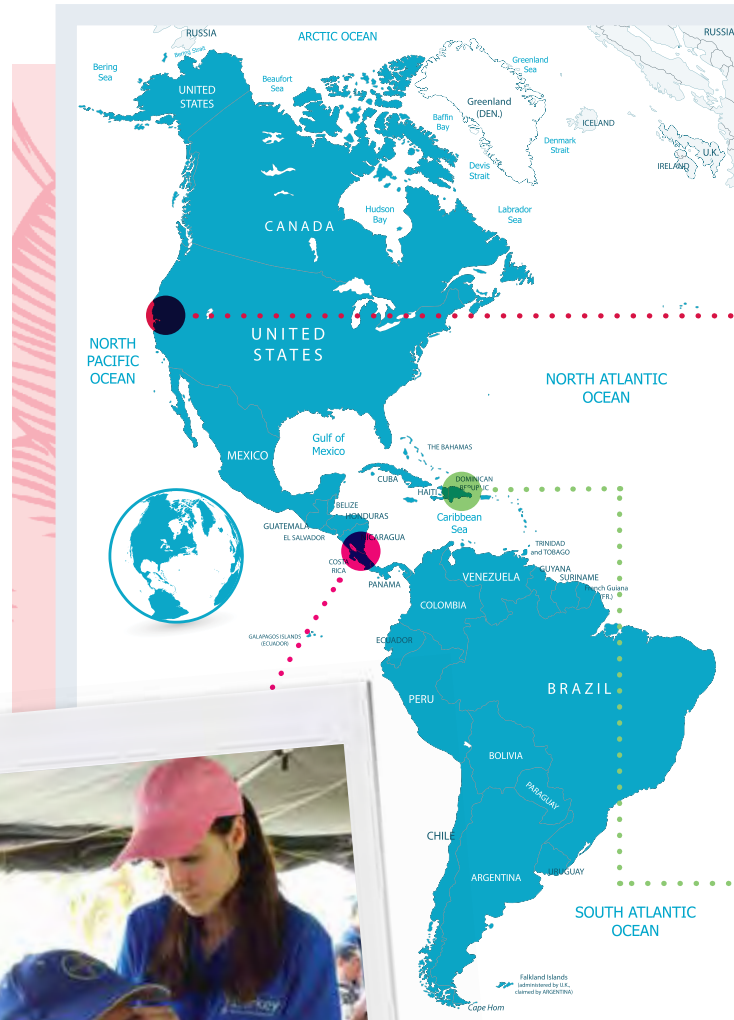 RUSSIA
ARCTIC OCEAN
RUSSIA
Bering Strait
Bering
Sea
Beaufort
Sea
Greenland
Sea
UNITED
STATES
Greenland
(DEN.)
Baffin
Bay
ICELAND
Denmark
Strait
U.K.
IRELAND
Devis
Strait
Hudson
Bay
Labrador
Sea
CANADA
UNITED
STATES
NORTH
PACIFIC
OCEAN
NORTH ATLANTIC
OCEAN
Gulf of
Mexico
MEXICO
THE BAHAMAS
CUBA
DOMINICAN
REPUBLIC
HAITI
BELIZE
HONDURAS
Caribbean
Sea
GUATEMALA
EL SALVADOR
NICARAGUA
COSTA
RICA
PANAMA
TRINIDAD
and TOBAGO
GUYANA
SURINAME
French Guiana
(FR.)
VENEZUELA
COLOMBIA
GALAPAGOS ISLANDS
(ECUADOR)
ECUADOR
BRAZIL
PERU
BOLIVIA
PARAGUAY
CHILE
ARGENTINA
URUGUAY
SOUTH ATLANTIC
OCEAN
Falkland Islands
(administered by U.K.,
claimed by ARGENTINA)
Cape Horn